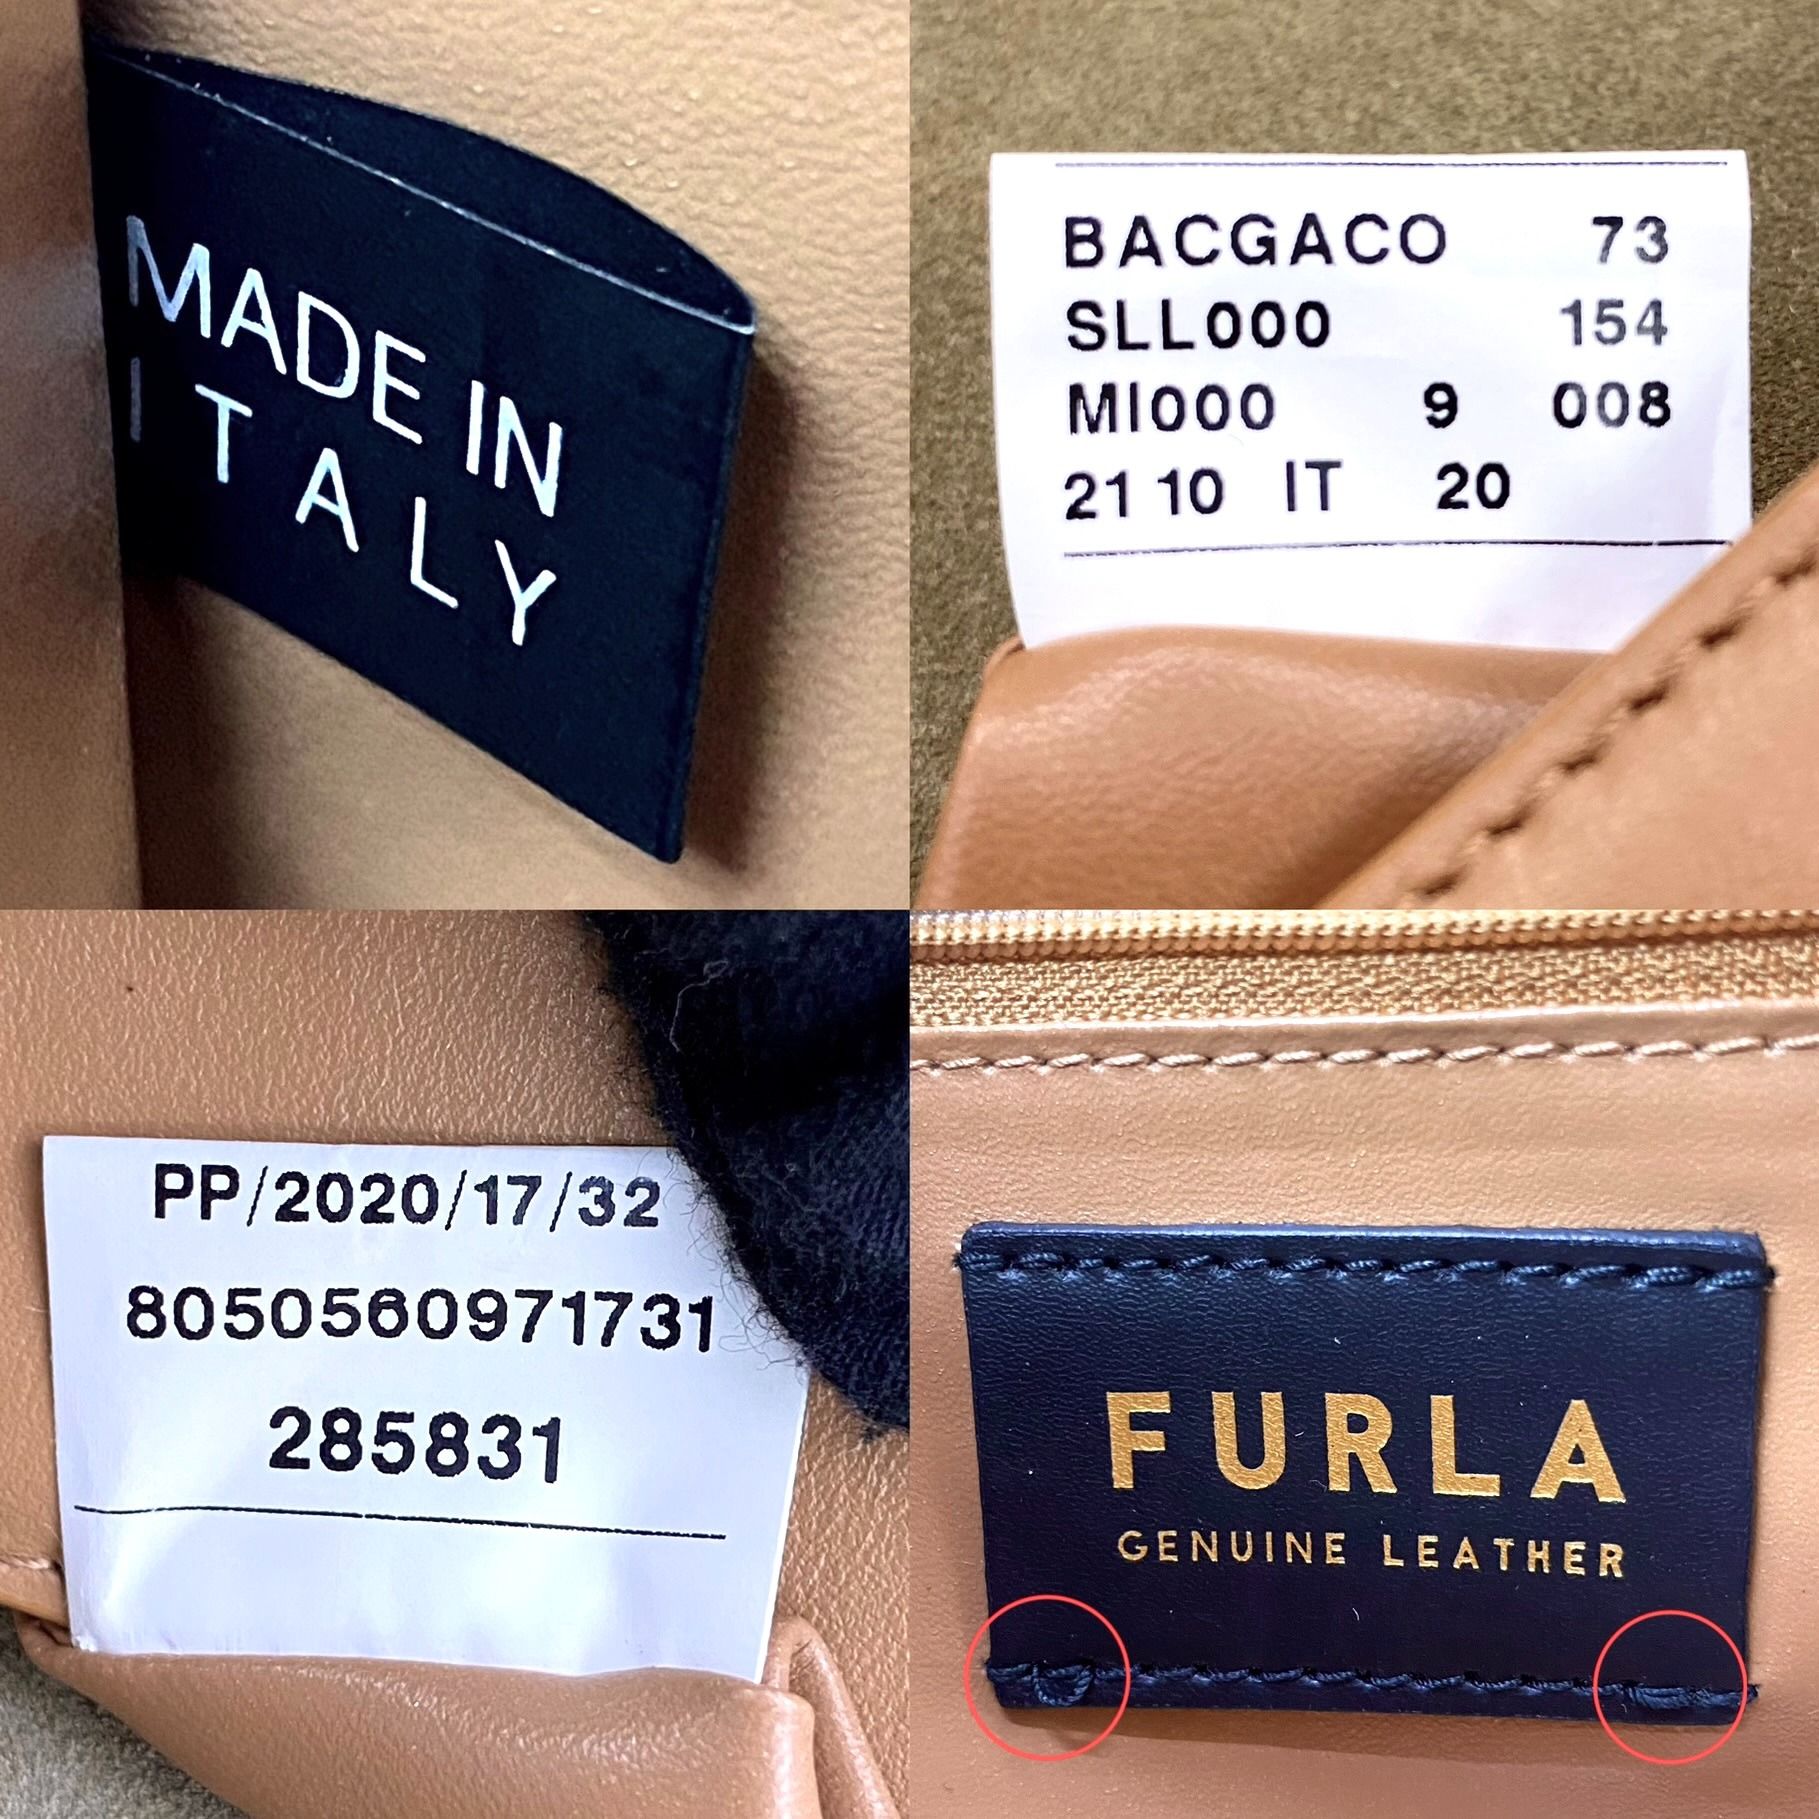 MADE IN
ITALY
BACGACO 73
SLL000 154
MI000 9 008
21 10 IT 20
PP/2020/17/32
8050560971731
285831
FURLA
GENUINE LEATHER